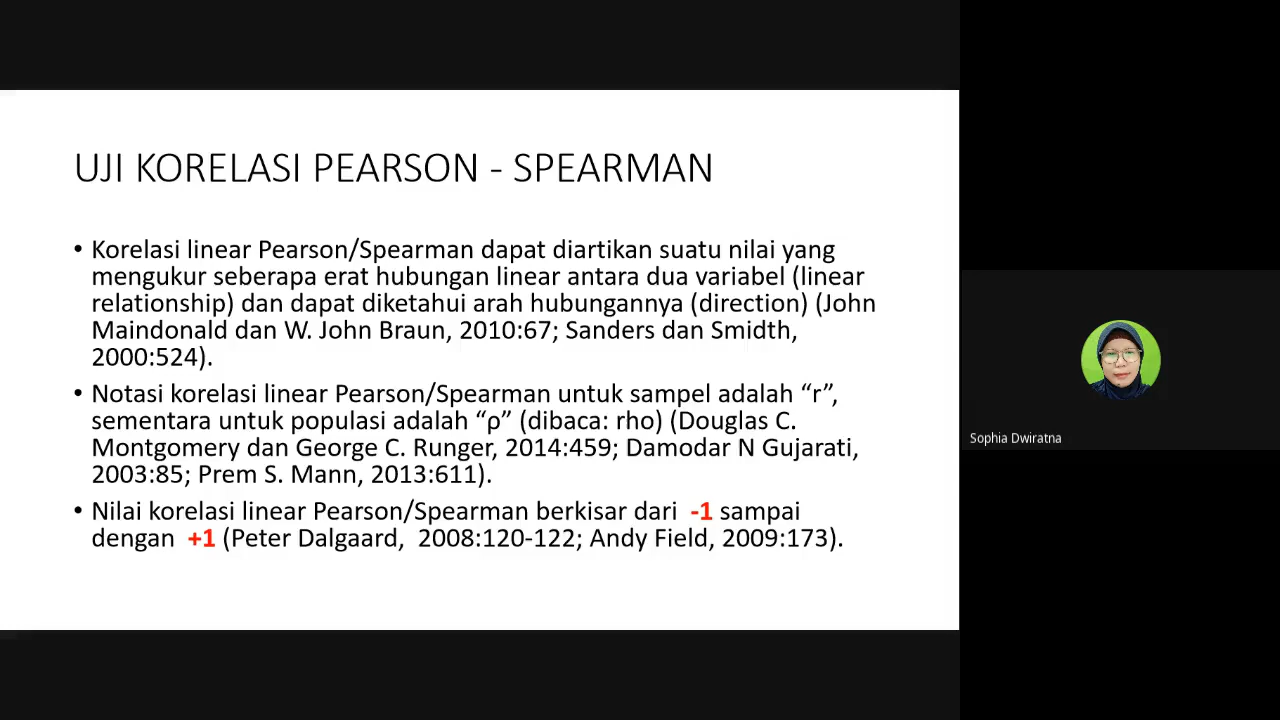 UJI KORELASI PEARSON - SPEARMAN
• Korelasi linear Pearson/Spearman dapat diartikan suatu nilai yang
mengukur seberapa erat hubungan linear antara dua variabel (linear
relationship) dan dapat diketahui arah hubungannya (direction) (John
Maindonald dan W. John Braun, 2010:67; Sanders dan Smidth,
2000:524).
• Notasi korelasi linear Pearson/Spearman untuk sampel adalah “r”,
sementara untuk populasi adalah “ρ” (dibaca: rho) (Douglas C.
Montgomery dan George C. Runger, 2014:459; Damodar N Gujarati,
2003:85; Prem S. Mann, 2013:611).
• Nilai korelasi linear Pearson/Spearman berkisar dari -1 sampai
dengan +1 (Peter Dalgaard, 2008:120-122; Andy Field, 2009:173).
Sophia Dwiratna